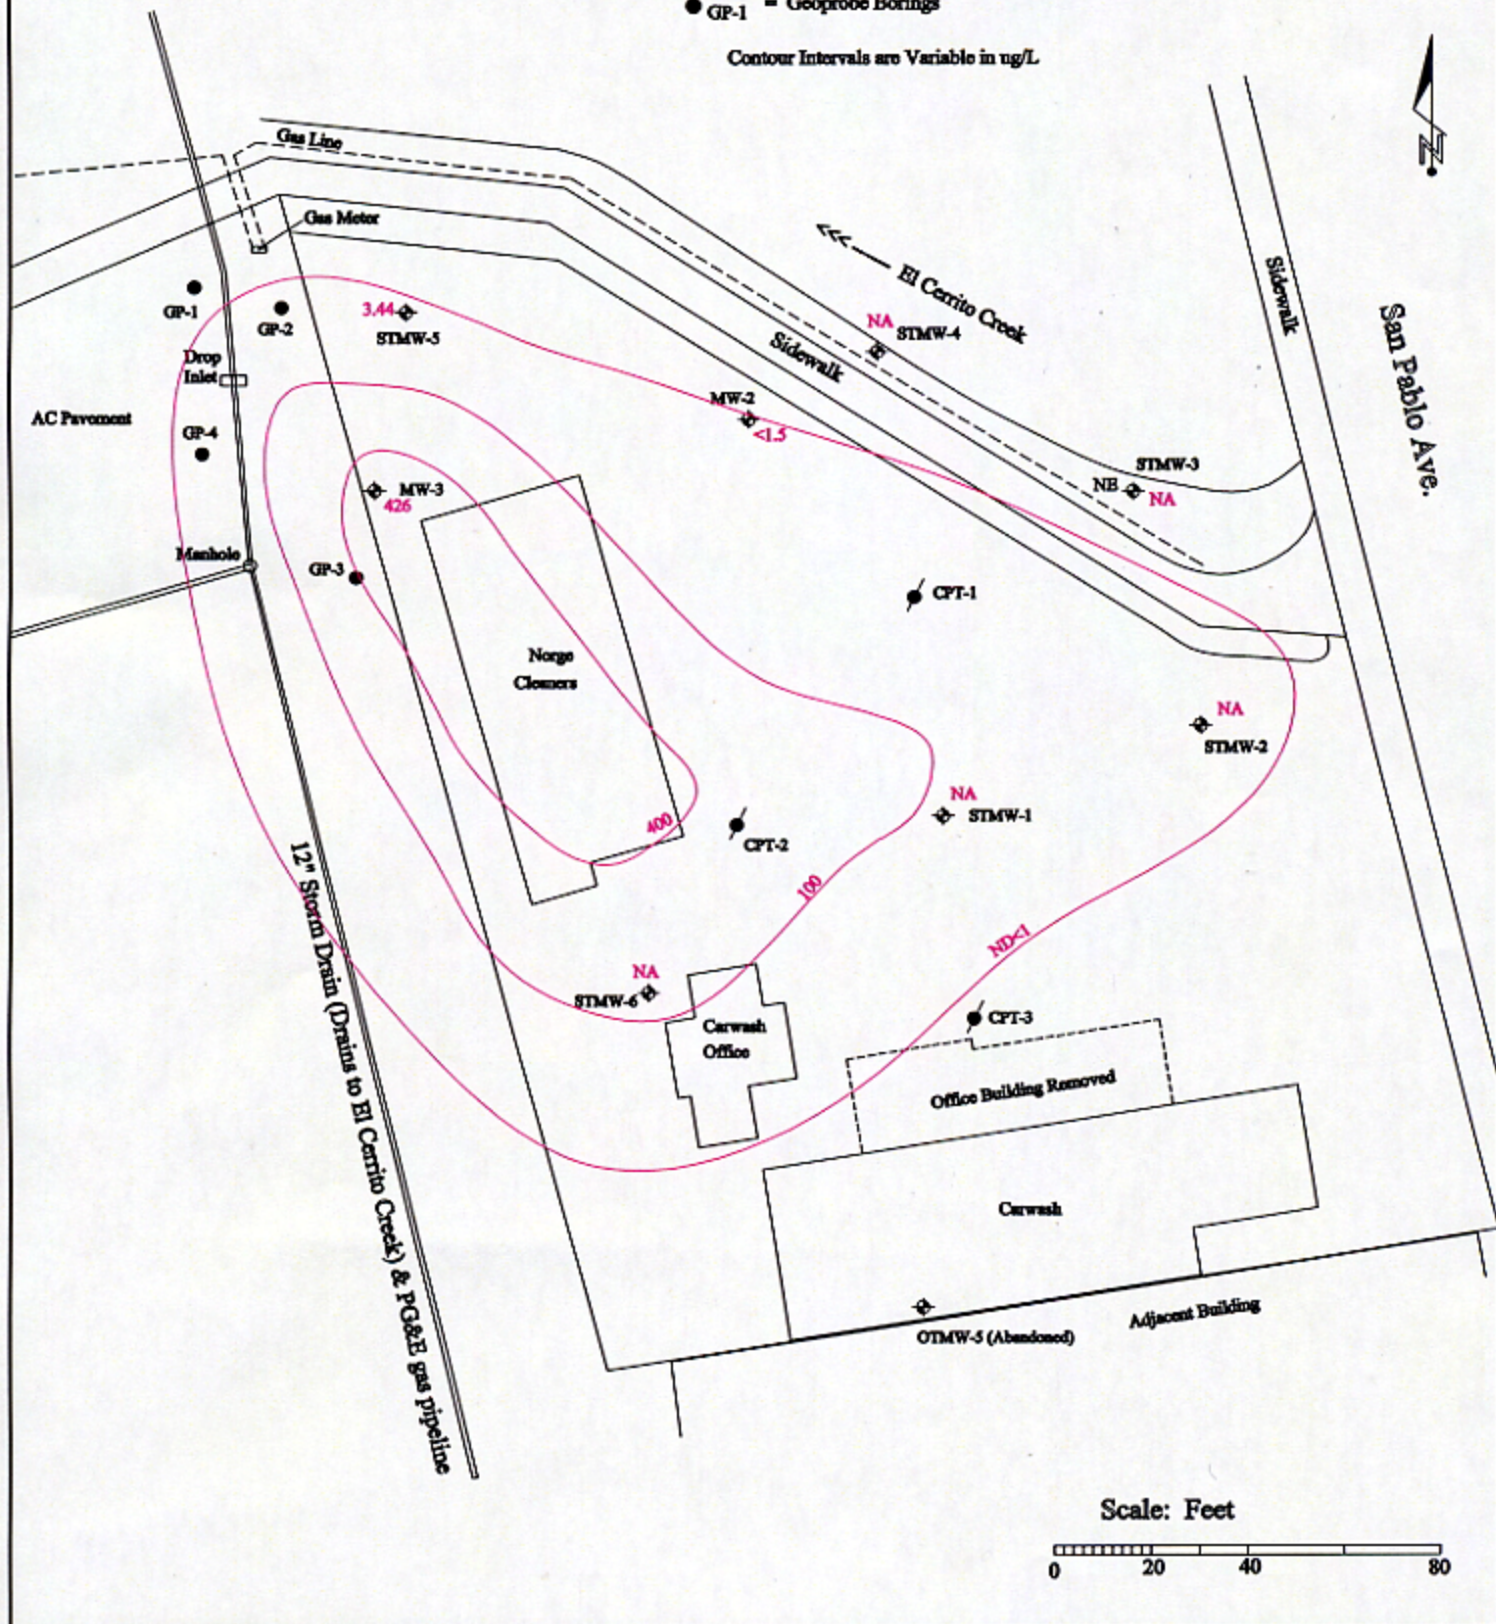 GP-1 = Geoprobe Borings
Contour Intervals are Variable in ug/L
N
Gas Line
Gas Meter
<<<
El Cerrito Creek
Sidewalk
San Pablo Ave.
GP-1
GP-2
3.44
STMW-5
NA
STMW-4
Sidewalk
Drop
Inlet
AC Pavement
GP-4
MW-2
<1.5
STMW-3
NE
NA
MW-3
426
Manhole
GP-3
CPT-1
Norge
Cleaners
NA
STMW-2
NA
STMW-1
400
CPT-2
100
ND<1
12" Storm Drain (Drains to El Cerrito Creek) & PG&E gas pipeline
NA
STMW-6
Carwash
Office
CPT-3
Office Building Removed
Carwash
OTMW-5 (Abandoned)
Adjacent Building
Scale: Feet
0 20 40 80